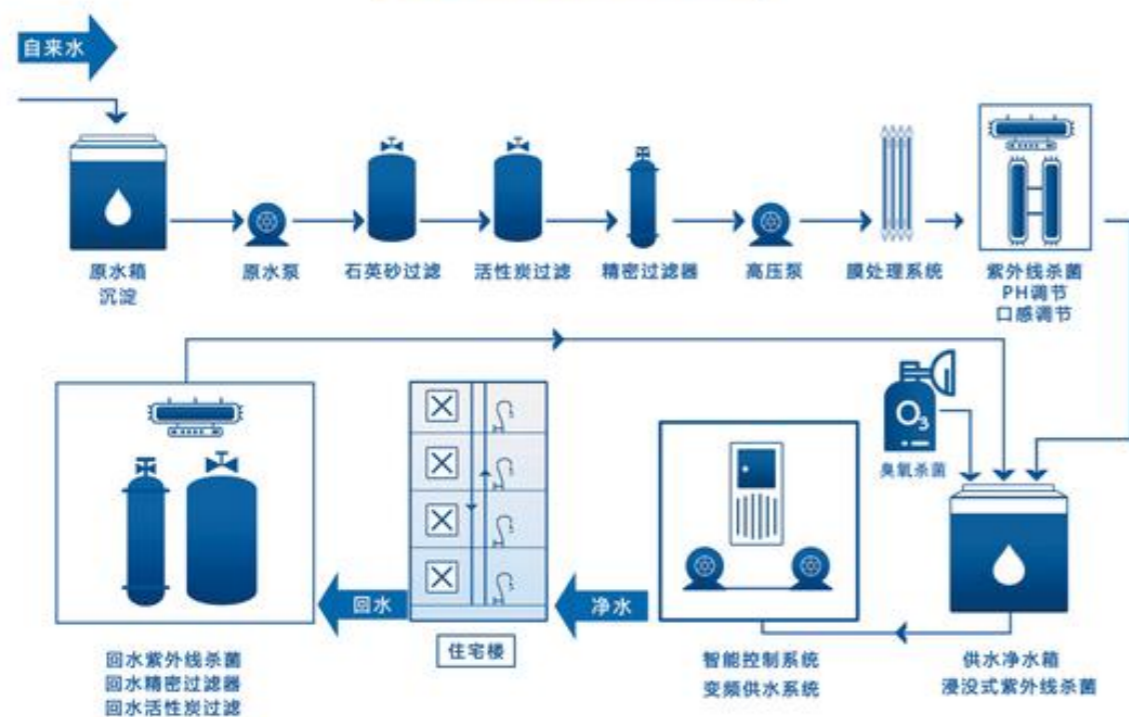 自来水
原水箱
沉淀
原水泵
石英砂过滤
活性炭过滤
精密过滤器
高压泵
膜处理系统
紫外线杀菌
PH调节
口感调节
O3
臭氧杀菌
回水
净水
住宅楼
回水紫外线杀菌
回水精密过滤器
回水活性炭过滤
智能控制系统
变频供水系统
供水净水箱
浸没式紫外线杀菌